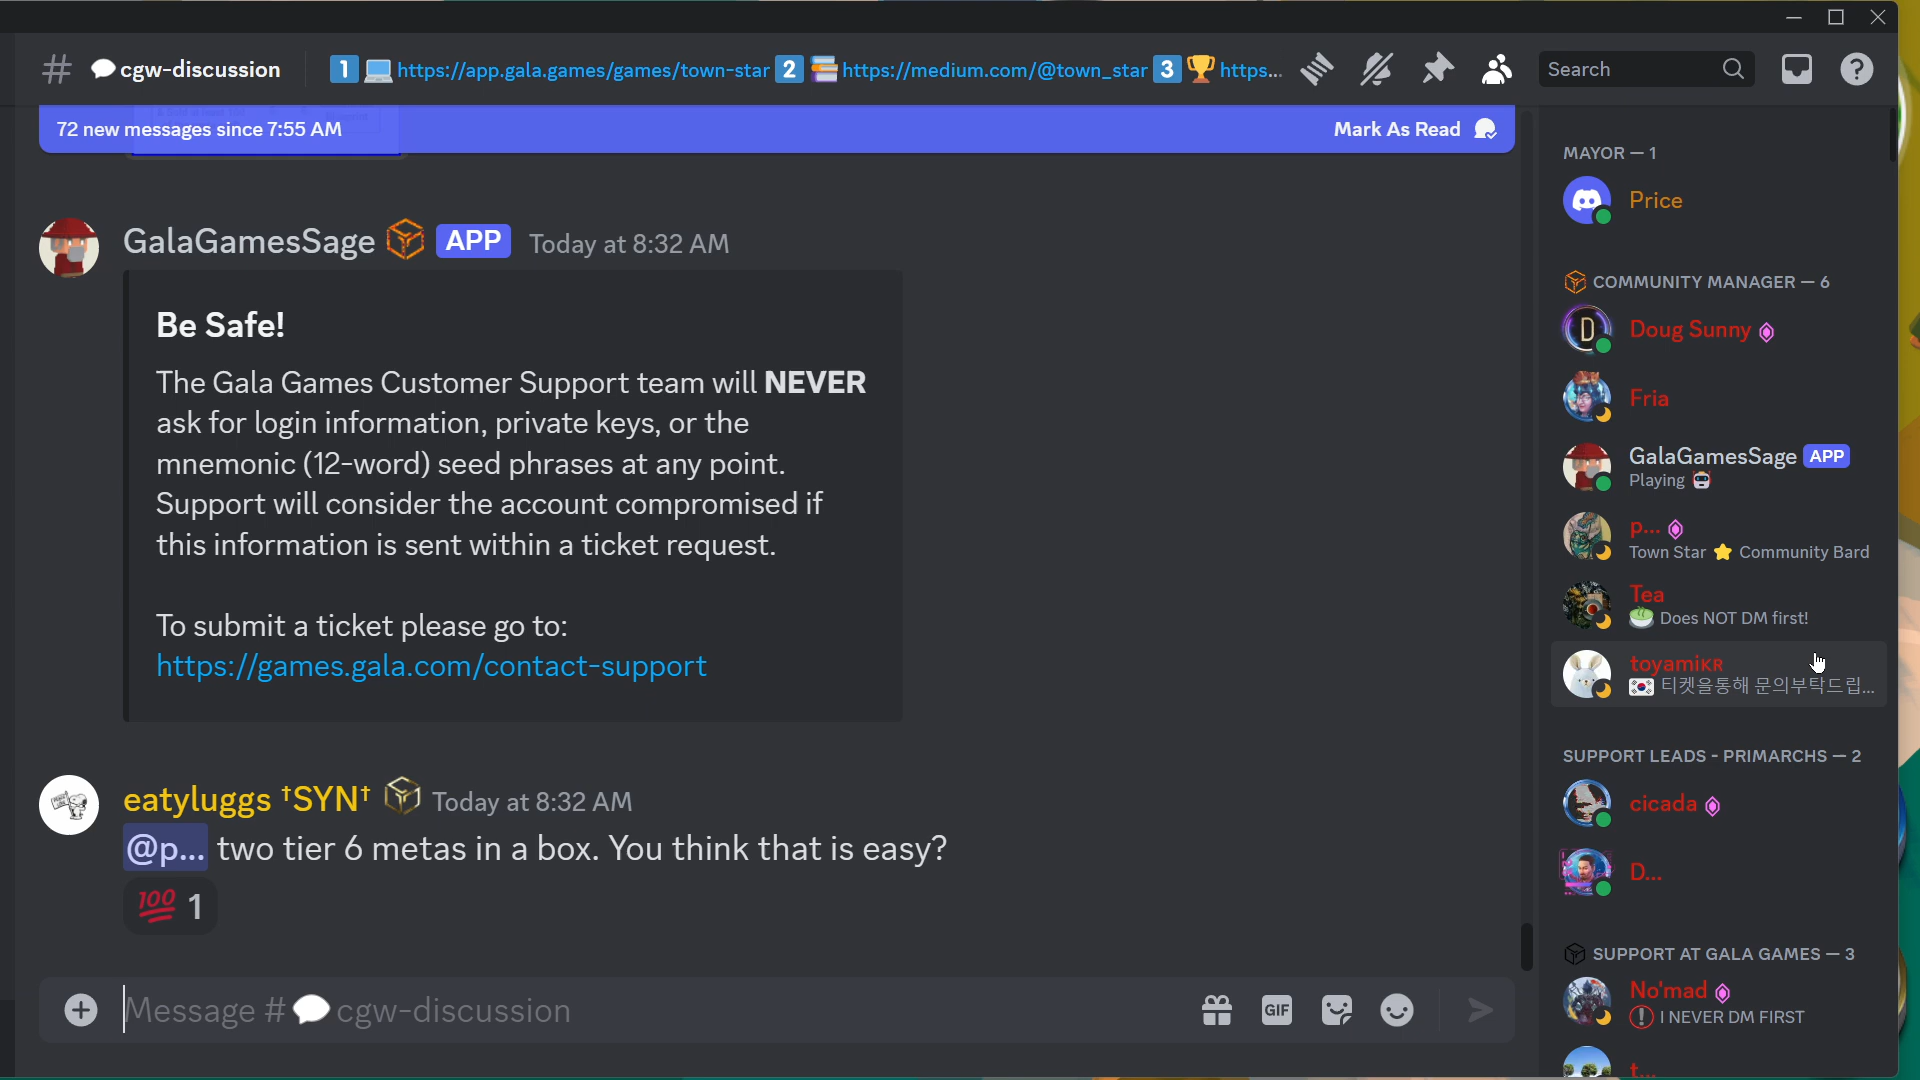 cgw-discussion
1 💻 https://app.gala.games/games/town-star 2 📚 https://medium.com/@town_star 3 🏆 https...
Search
72 new messages since 7:55 AM
Mark As Read
GalaGamesSage APP Today at 8:32 AM
Be Safe!
The Gala Games Customer Support team will NEVER
ask for login information, private keys, or the
mnemonic (12-word) seed phrases at any point.
Support will consider the account compromised if
this information is sent within a ticket request.
To submit a ticket please go to:
https://games.gala.com/contact-support
eatyluggs †SYN† Today at 8:32 AM
@p... two tier 6 metas in a box. You think that is easy?
💯 1
Message #💬cgw-discussion
GIF
MAYOR — 1
Price
COMMUNITY MANAGER — 6
D
Doug Sunny
Fria
GalaGamesSage APP
Playing
p...
Town Star ⭐ Community Bard
Tea
🍵 Does NOT DM first!
toyamiKR
🇰🇷 티켓을통해 문의부탁드립...
SUPPORT LEADS - PRIMARCHS — 2
cicada
D...
SUPPORT AT GALA GAMES — 3
No'mad
I NEVER DM FIRST
t...